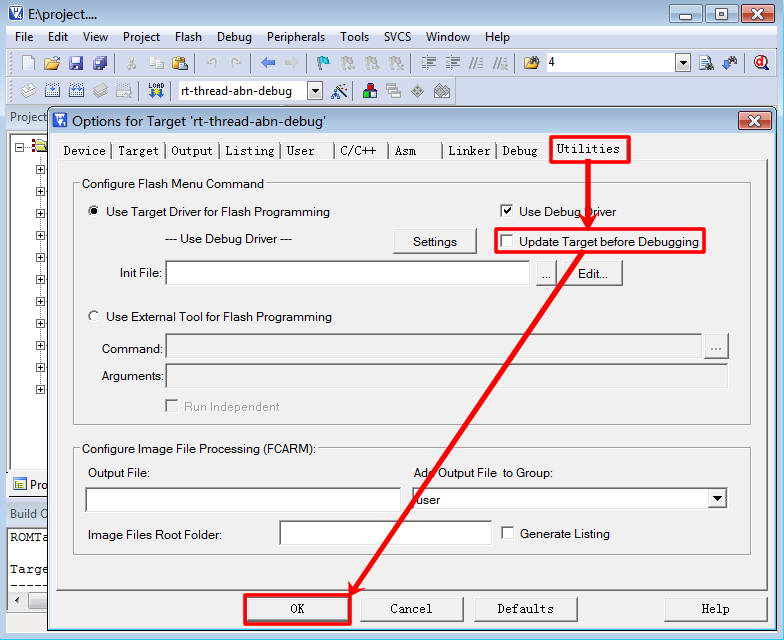 E:\project....
File Edit View Project Flash Debug Peripherals Tools SVCS Window Help
4
LOAD
rt-thread-abn-debug
Project
Options for Target 'rt-thread-abn-debug'
Device Target Output Listing User C/C++ Asm Linker Debug Utilities
Configure Flash Menu Command
Use Target Driver for Flash Programming
Use Debug Driver
--- Use Debug Driver ---
Settings
Update Target before Debugging
Init File:
...
Edit...
Use External Tool for Flash Programming
Command:
...
Arguments:
Run Independent
Configure Image File Processing (FCARM):
Output File:
Add Output File to Group:
user
Image Files Root Folder:
Generate Listing
Pro
Build O
ROMTa
Targe
-----
OK Cancel Defaults Help